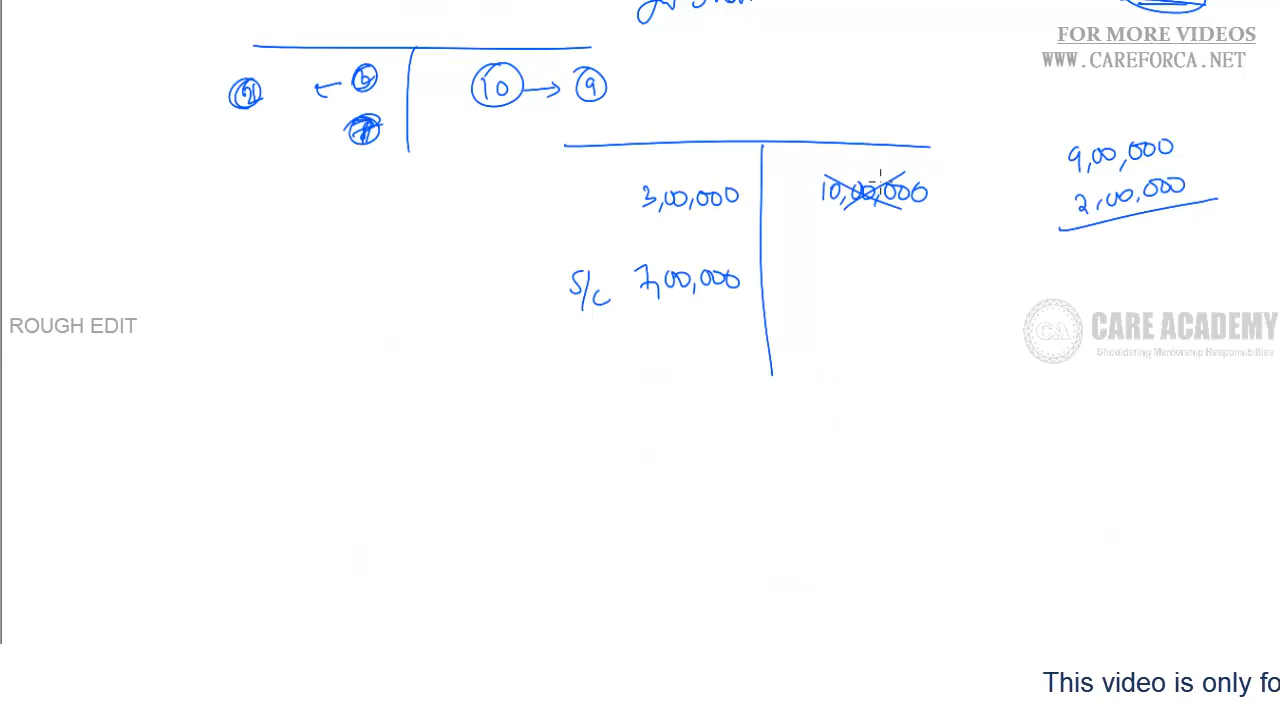 FOR MORE VIDEOS
WWW.CAREFORCA.NET
10 → 9
3,00,000
10,00,000
9,00,000
2,00,000
S/C 7,00,000
ROUGH EDIT
CA CARE ACADEMY
Shouldering Mentorship Responsibilities
This video is only fo